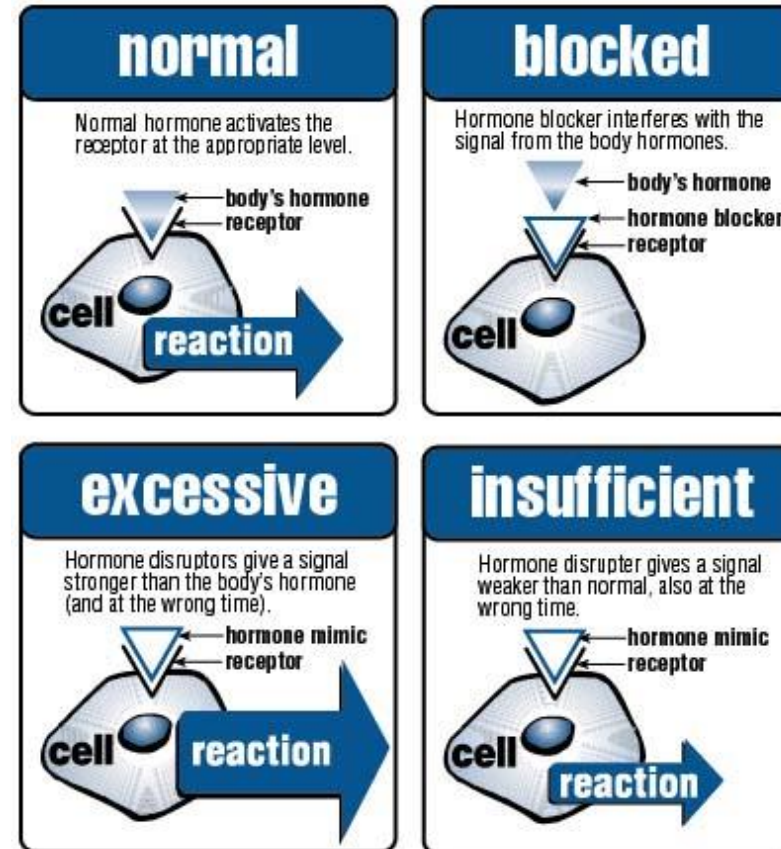 normal
Normal hormone activates the
receptor at the appropriate level.
body's hormone
receptor
cell
reaction
blocked
Hormone blocker interferes with the
signal from the body hormones.
body's hormone
hormone blocker
receptor
cell
excessive
Hormone disruptors give a signal
stronger than the body's hormone
(and at the wrong time).
hormone mimic
receptor
cell
reaction
insufficient
Hormone disrupter gives a signal
weaker than normal, also at the
wrong time.
hormone mimic
receptor
cell
reaction